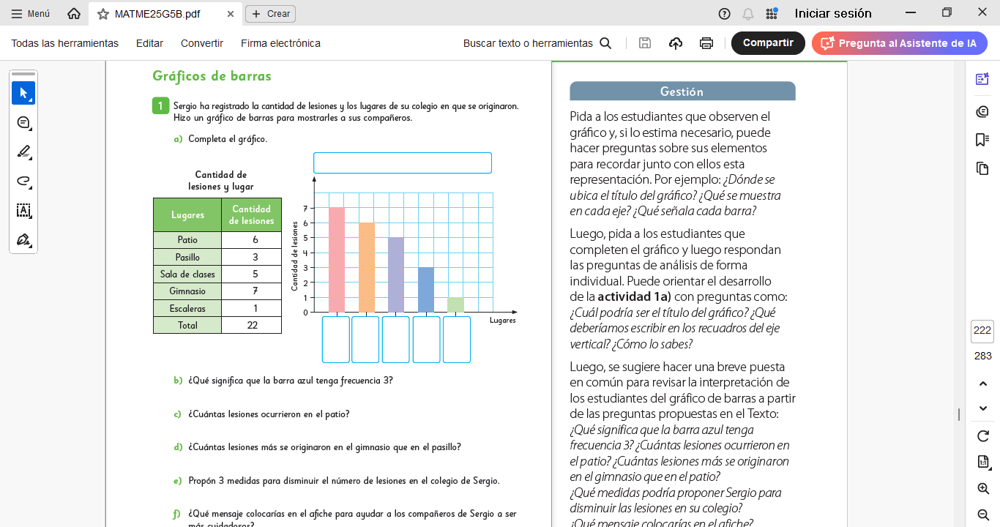 Menú
MATME25G5B.pdf
Crear
Iniciar sesión
Todas las herramientas
Editar
Convertir
Firma electrónica
Buscar texto o herramientas
Compartir
Pregunta al Asistente de IA
Gráficos de barras
1 Sergio ha registrado la cantidad de lesiones y los lugares de su colegio en que se originaron.
Hizo un gráfico de barras para mostrarles a sus compañeros.
a) Completa el gráfico.
Cantidad de
lesiones y lugar
Lugares Cantidad de lesiones
Patio 6
Pasillo 3
Sala de clases 5
Gimnasio 7
Escaleras 1
Total 22
Cantidad de lesiones
7
6
5
4
3
2
1
0
Lugares
b) ¿Qué significa que la barra azul tenga frecuencia 3?
c) ¿Cuántas lesiones ocurrieron en el patio?
d) ¿Cuántas lesiones más se originaron en el gimnasio que en el pasillo?
e) Propón 3 medidas para disminuir el número de lesiones en el colegio de Sergio.
f) ¿Qué mensaje colocarías en el afiche para ayudar a los compañeros de Sergio a ser
más cuidadosos?
Gestión
Pida a los estudiantes que observen el
gráfico y, si lo estima necesario, puede
hacer preguntas sobre sus elementos
para recordar junto con ellos esta
representación. Por ejemplo: ¿Dónde se
ubica el título del gráfico? ¿Qué se muestra
en cada eje? ¿Qué señala cada barra?
Luego, pida a los estudiantes que
completen el gráfico y luego respondan
las preguntas de análisis de forma
individual. Puede orientar el desarrollo
de la actividad 1a) con preguntas como:
¿Cuál podría ser el título del gráfico? ¿Qué
deberíamos escribir en los recuadros del eje
vertical? ¿Cómo lo sabes?
Luego, se sugiere hacer una breve puesta
en común para revisar la interpretación de
los estudiantes del gráfico de barras a partir
de las preguntas propuestas en el Texto:
¿Qué significa que la barra azul tenga
frecuencia 3? ¿Cuántas lesiones ocurrieron en
el patio? ¿Cuántas lesiones más se originaron
en el gimnasio que en el patio?
¿Qué medidas podría proponer Sergio para
disminuir las lesiones en su colegio?
¿Qué mensaje colocarías en el afiche?
222
283
1:1